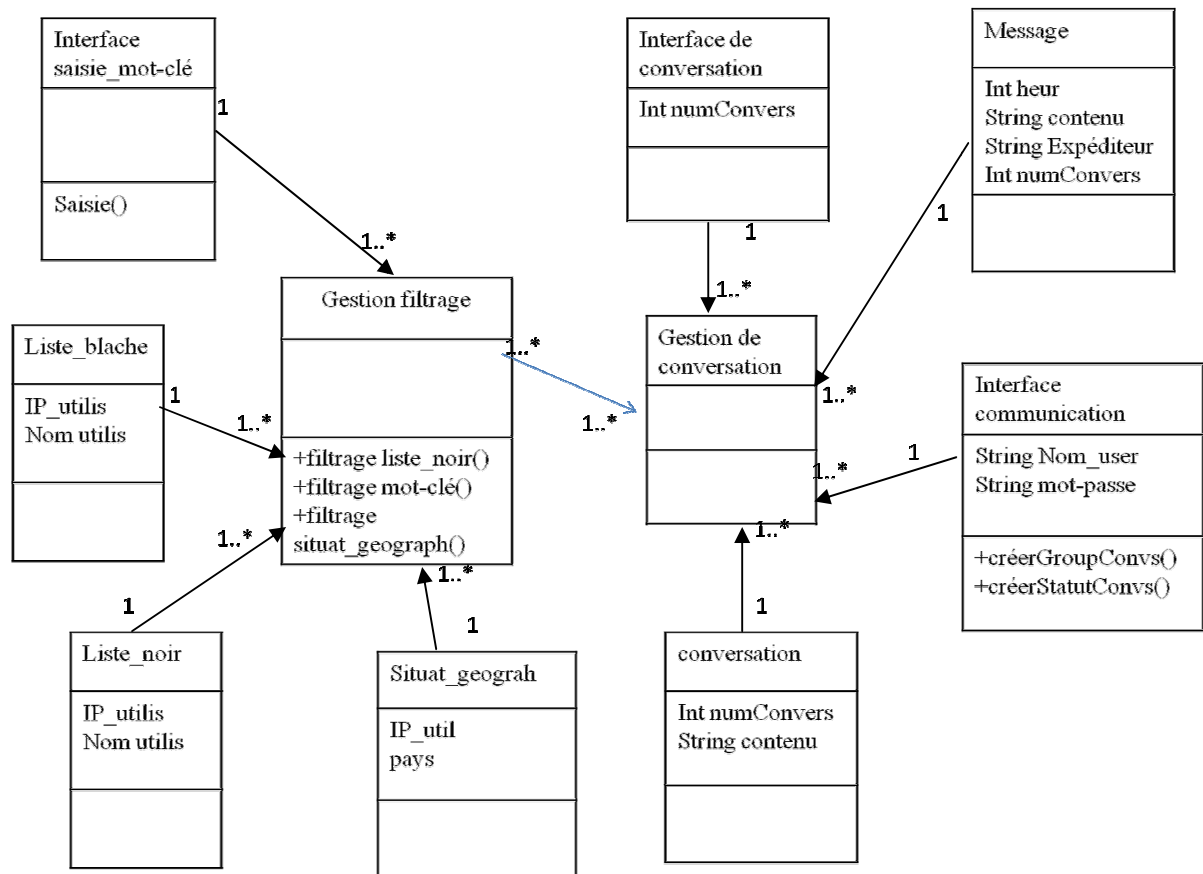 Interface
saisie_mot-clé
Saisie()
1
1..*
Interface de
conversation
Int numConvers
1
1..*
Message
Int heur
String contenu
String Expéditeur
Int numConvers
1
1..*
Gestion filtrage
+filtrage liste_noir()
+filtrage mot-clé()
+filtrage
situat_geograph()
1..*
1..*
Gestion de
conversation
Liste_blache
IP_utilis
Nom utilis
1
1..*
Interface
communication
String Nom_user
String mot-passe
+créerGroupConvs()
+créerStatutConvs()
1
1..*
Liste_noir
IP_utilis
Nom utilis
1
1..*
Situat_geograh
IP_util
pays
1
1..*
conversation
Int numConvers
String contenu
1
1..*